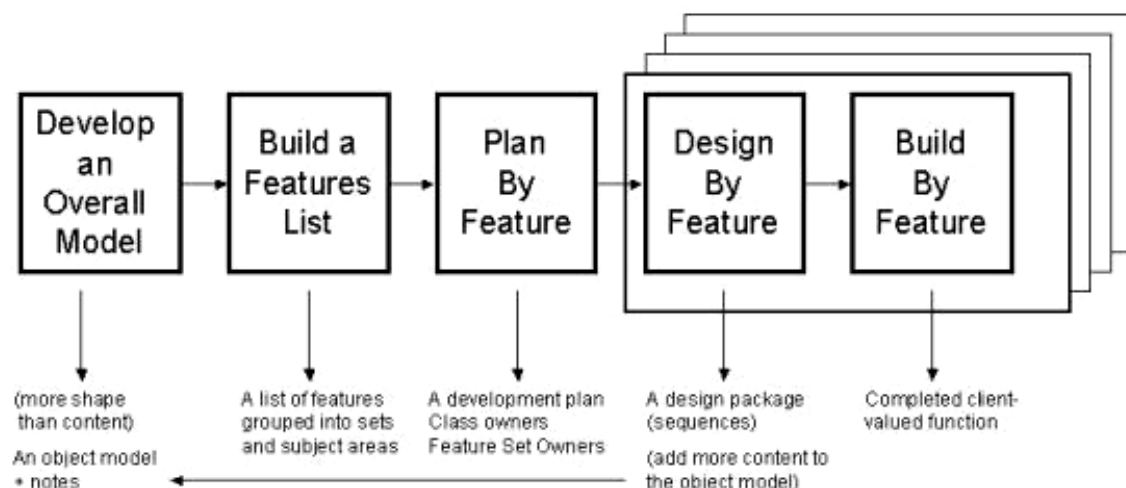 Develop
an
Overall
Model
Build a
Features
List
Plan
By
Feature
Design
By
Feature
Build
By
Feature
(more shape
than content)
An object model
+ notes
A list of features
grouped into sets
and subject areas
A development plan
Class owners
Feature Set Owners
A design package
(sequences)
(add more content to
the object model)
Completed client-
valued function